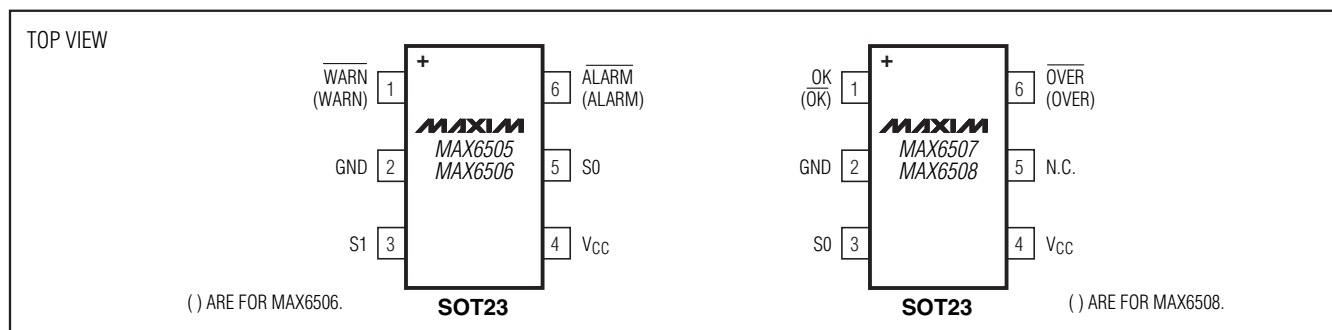 TOP VIEW
WARN
(WARN)
1
+
6
ALARM
(ALARM)
MAXIM
MAX6505
MAX6506
GND
2
5
S0
S1
3
4
VCC
( ) ARE FOR MAX6506.
SOT23
OK
(OK)
1
+
6
OVER
(OVER)
MAXIM
MAX6507
MAX6508
GND
2
5
N.C.
S0
3
4
VCC
SOT23
( ) ARE FOR MAX6508.